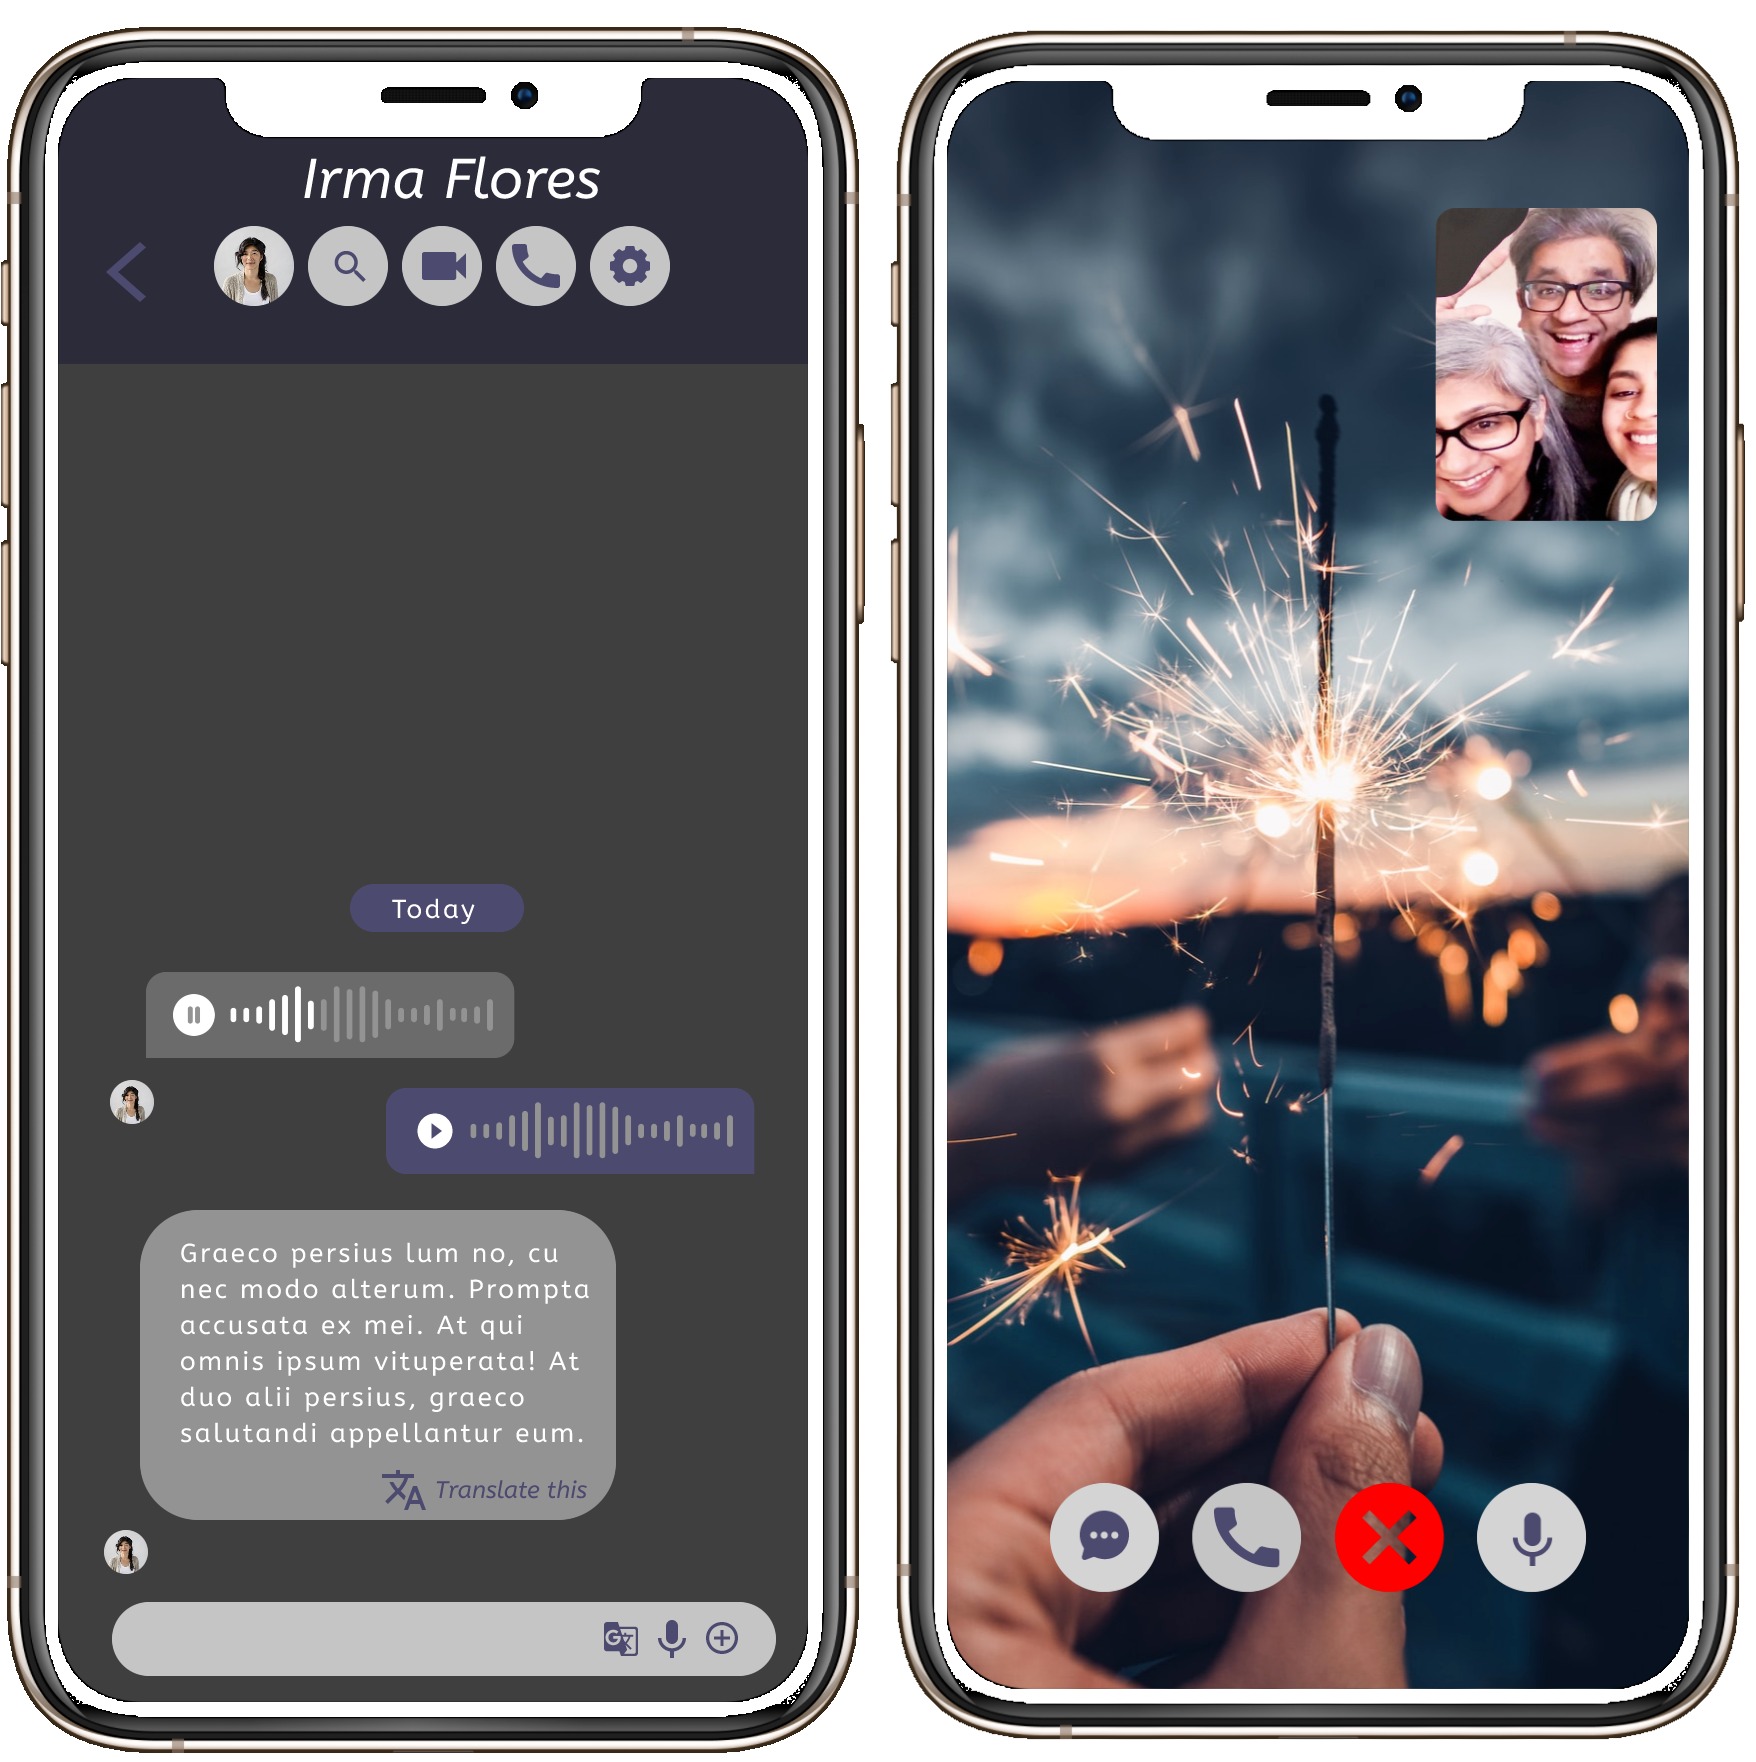 Irma Flores
Today
Graeco persius lum no, cu
nec modo alterum. Prompta
accusata ex mei. At qui
omnis ipsum vituperata! At
duo alii persius, graeco
salutandi appellantur eum.
Translate this